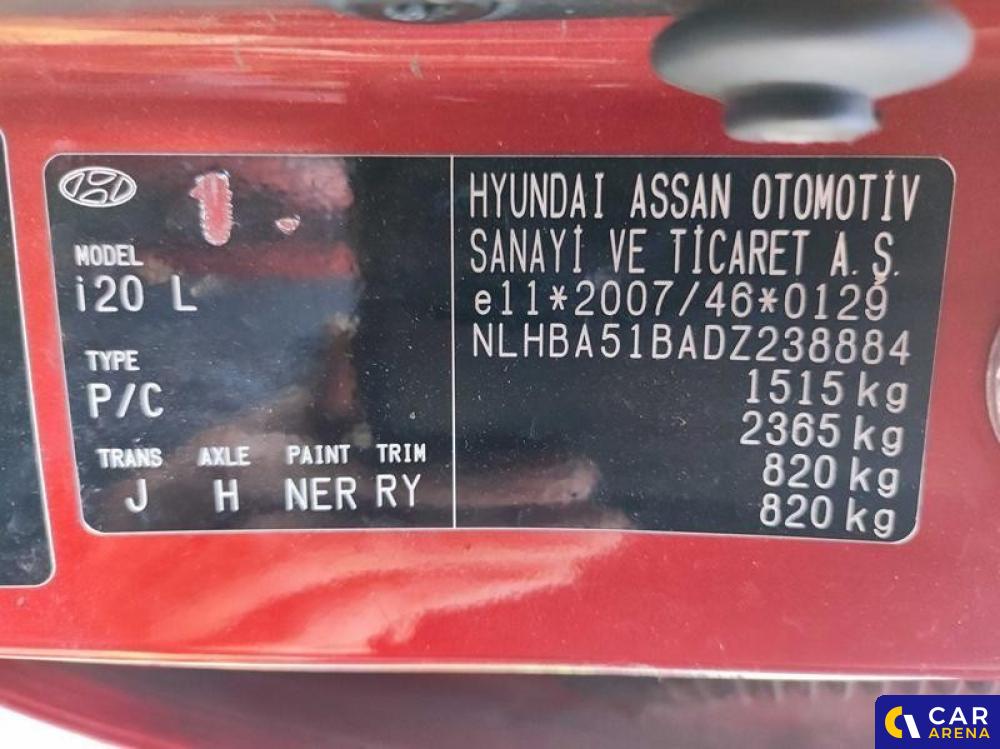 1.
MODEL
i20 L
TYPE
P/C
TRANS AXLE PAINT TRIM
J H NER RY
HYUNDAI ASSAN OTOMOTİV
SANAYİ VE TİCARET A.Ş.
e11*2007/46*0129
NLHBA51BADZ238884
1515 kg
2365 kg
820 kg
820 kg
CAR
ARENA